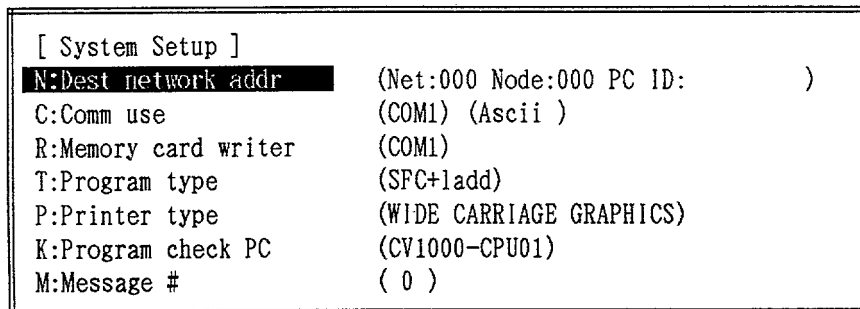 [ System Setup ]
N:Dest network addr (Net:000 Node:000 PC ID: )
C:Comm use (COM1) (Ascii )
R:Memory card writer (COM1)
T:Program type (SFC+ladd)
P:Printer type (WIDE CARRIAGE GRAPHICS)
K:Program check PC (CV1000-CPU01)
M:Message # ( 0 )